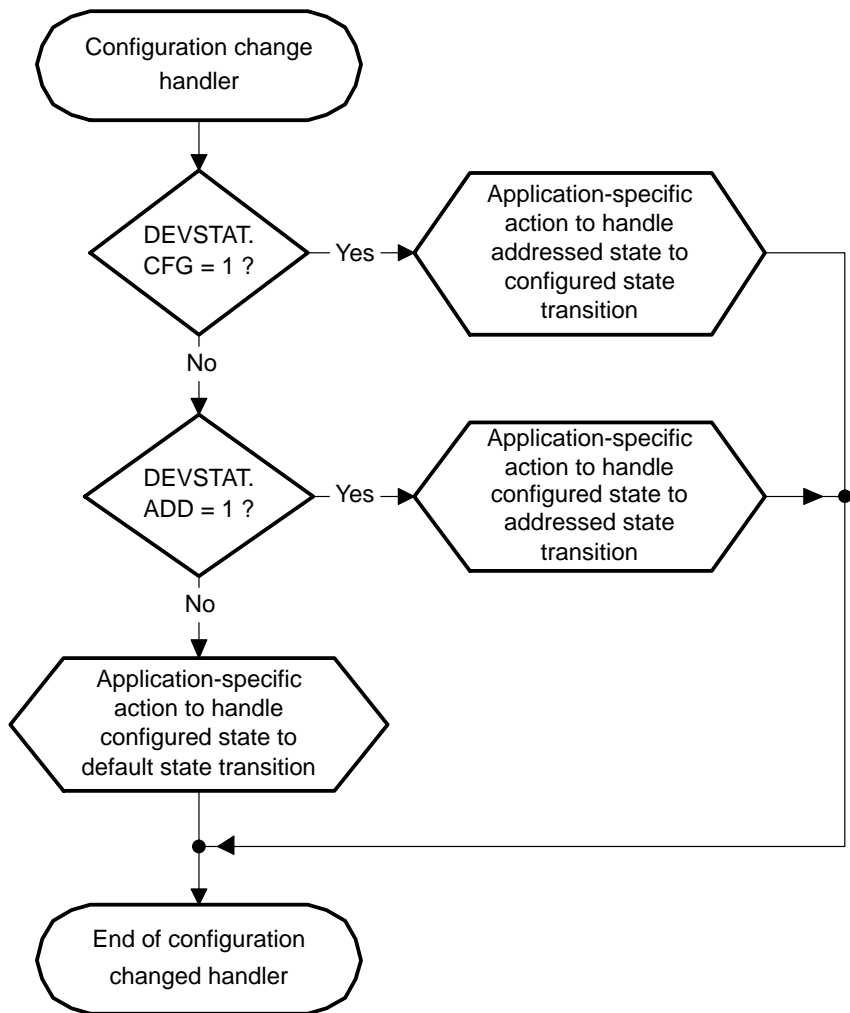 Configuration change
handler
DEVSTAT.
CFG = 1 ?
Yes
Application-specific
action to handle
addressed state to
configured state
transition
No
DEVSTAT.
ADD = 1 ?
Yes
Application-specific
action to handle
configured state to
addressed state
transition
No
Application-specific
action to handle
configured state to
default state transition
End of configuration
changed handler